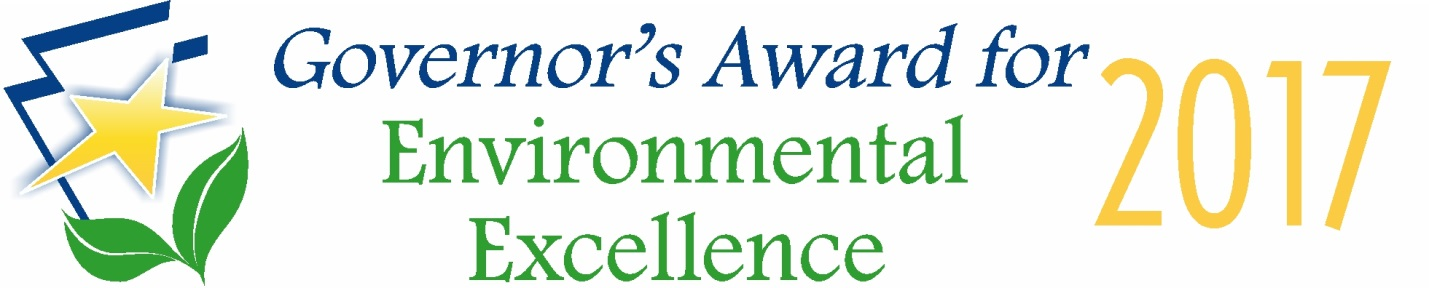 Governor's Award for
Environmental
Excellence
2017